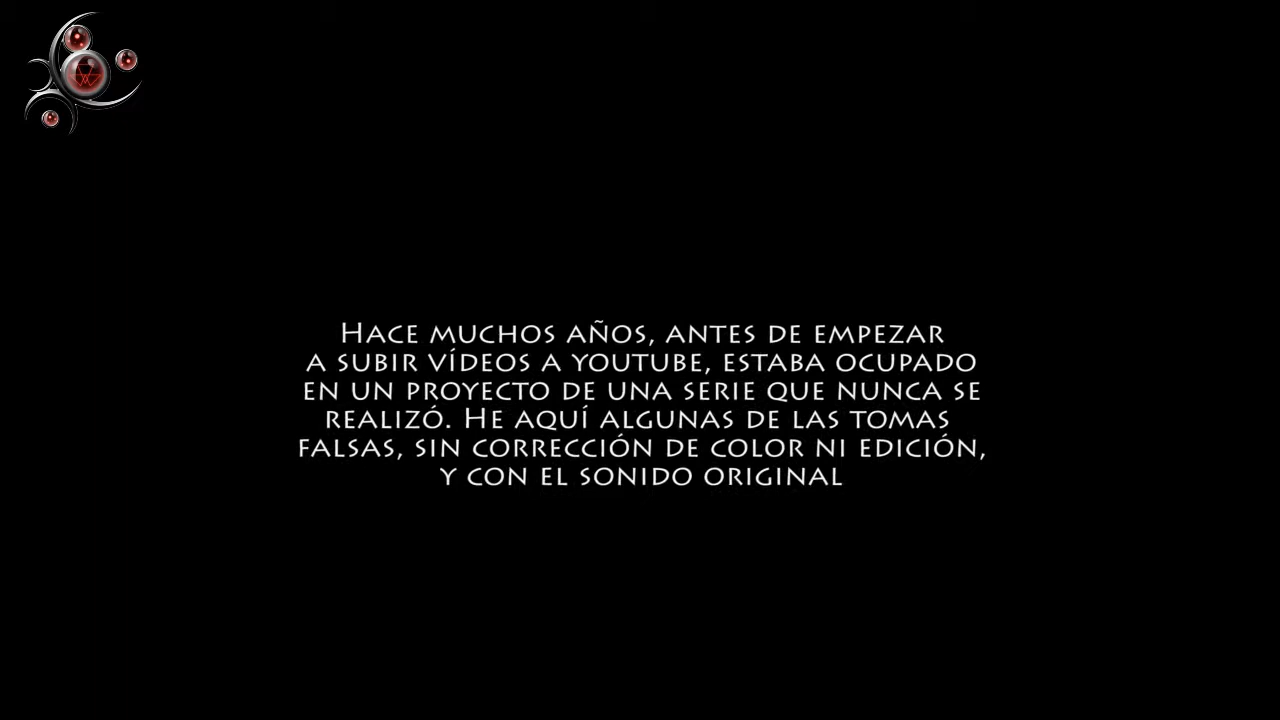 Hace muchos años, antes de empezar
a subir vídeos a youtube, estaba ocupado
en un proyecto de una serie que nunca se
realizó. He aquí algunas de las tomas
falsas, sin corrección de color ni edición,
y con el sonido original